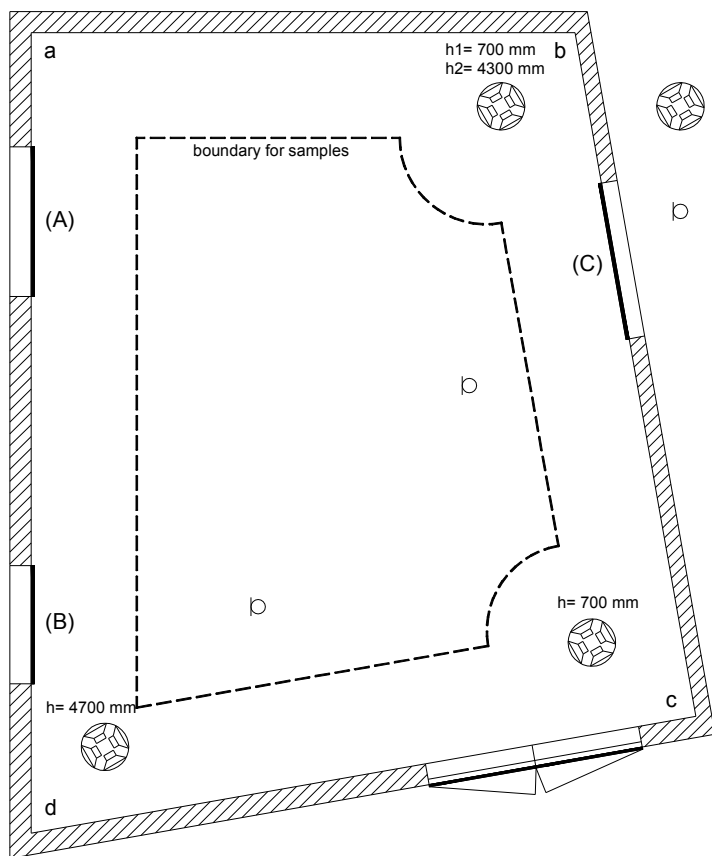 a
b
h1= 700 mm
h2= 4300 mm
boundary for samples
(A)
(C)
h= 700 mm
(B)
c
h= 4700 mm
d